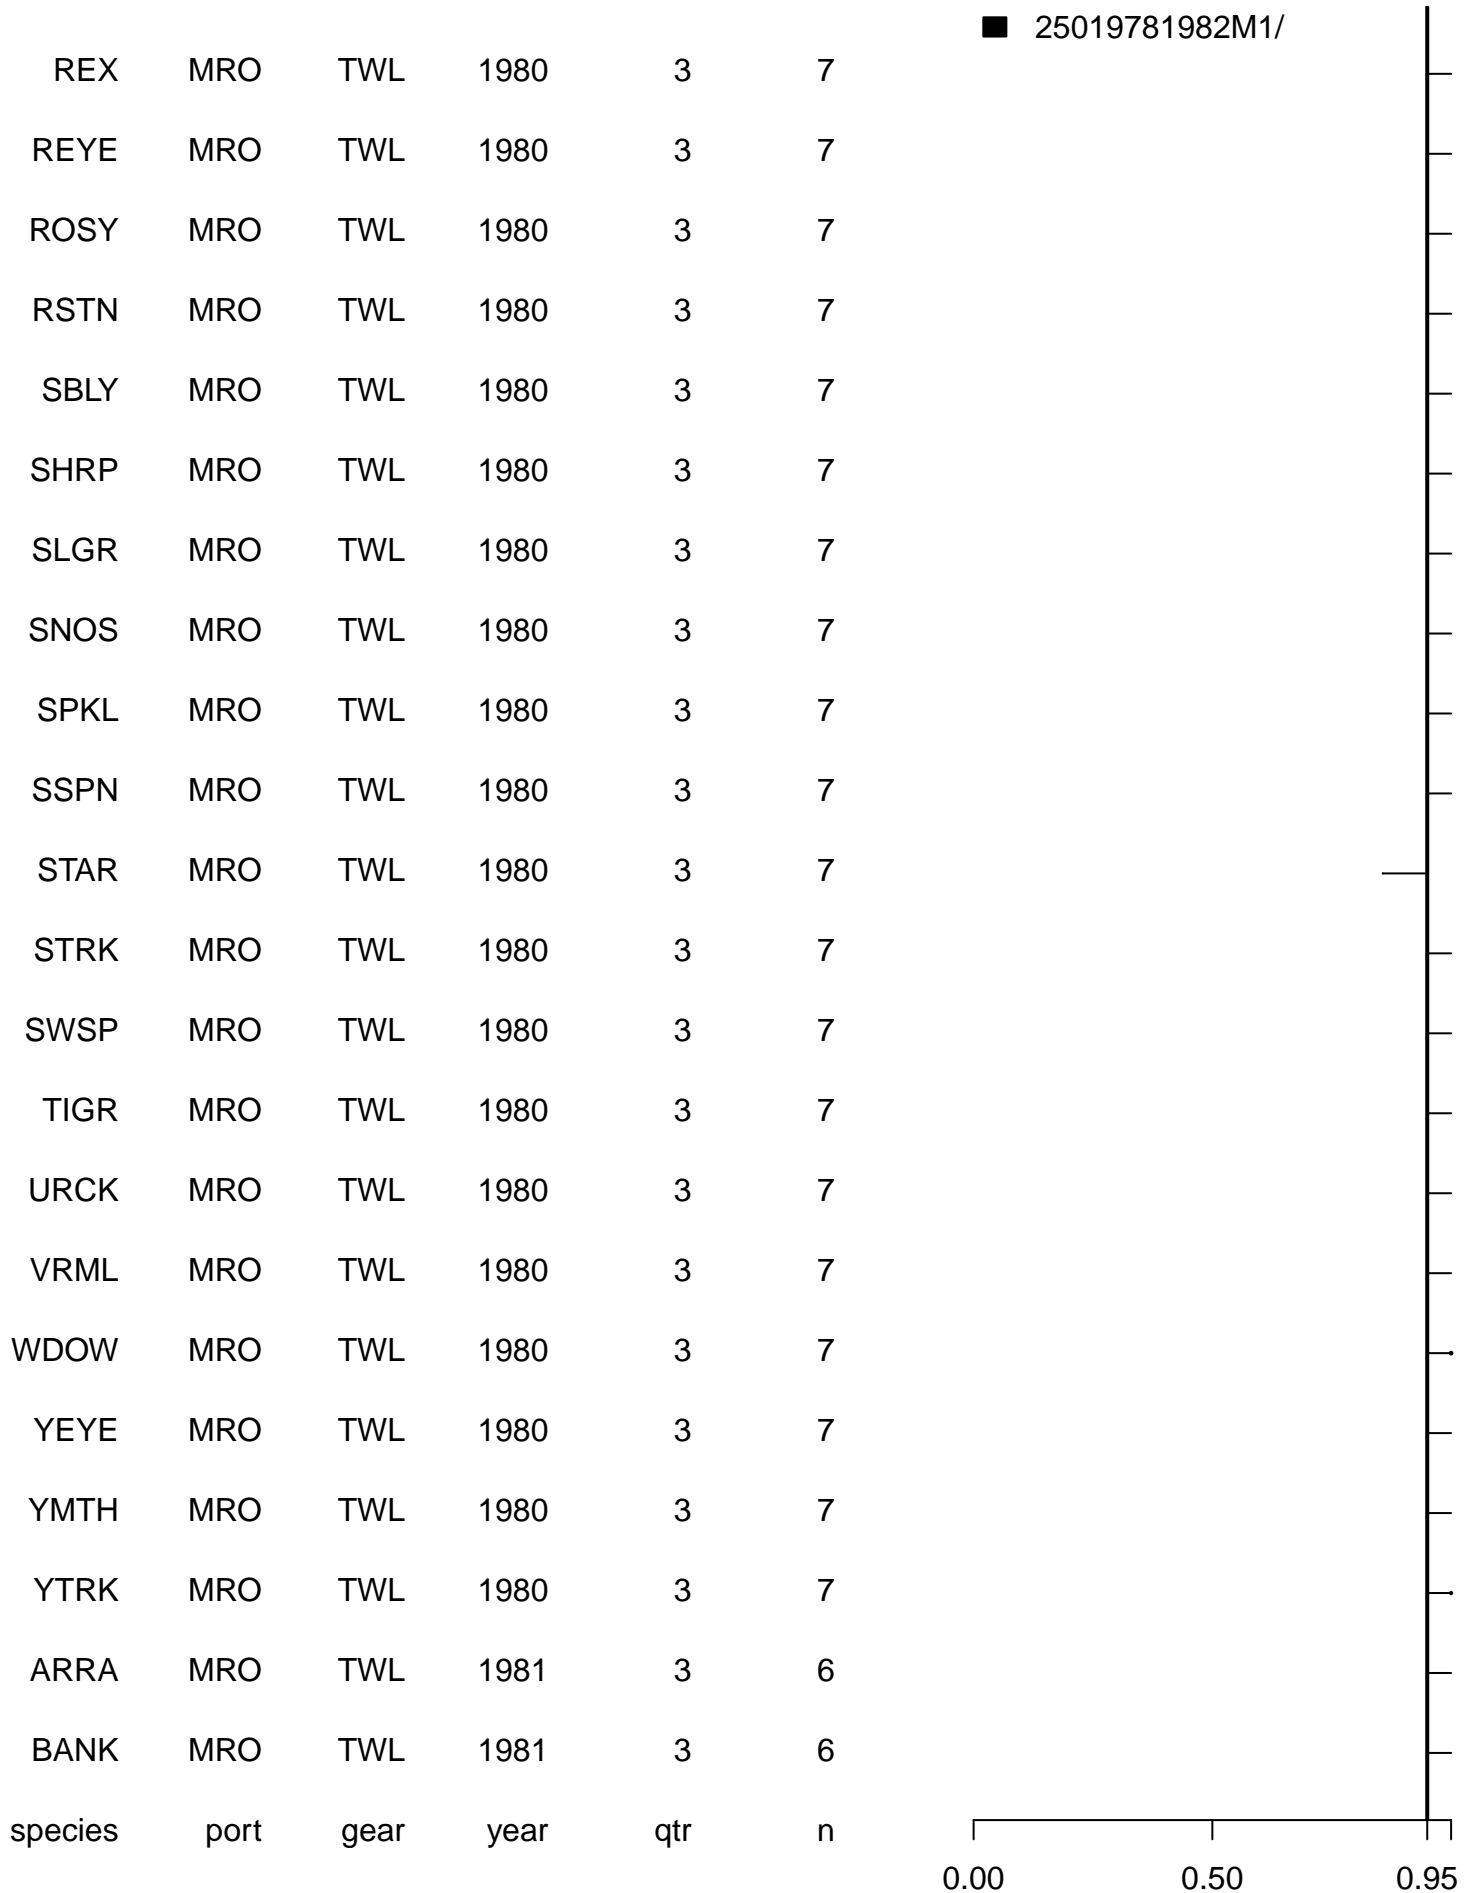 25019781982M1/
REX MRO TWL 1980 3 7
REYE MRO TWL 1980 3 7
ROSY MRO TWL 1980 3 7
RSTN MRO TWL 1980 3 7
SBLY MRO TWL 1980 3 7
SHRP MRO TWL 1980 3 7
SLGR MRO TWL 1980 3 7
SNOS MRO TWL 1980 3 7
SPKL MRO TWL 1980 3 7
SSPN MRO TWL 1980 3 7
STAR MRO TWL 1980 3 7
STRK MRO TWL 1980 3 7
SWSP MRO TWL 1980 3 7
TIGR MRO TWL 1980 3 7
URCK MRO TWL 1980 3 7
VRML MRO TWL 1980 3 7
WDOW MRO TWL 1980 3 7
YEYE MRO TWL 1980 3 7
YMTH MRO TWL 1980 3 7
YTRK MRO TWL 1980 3 7
ARRA MRO TWL 1981 3 6
BANK MRO TWL 1981 3 6
species port gear year qtr n
0.00 0.50 0.95